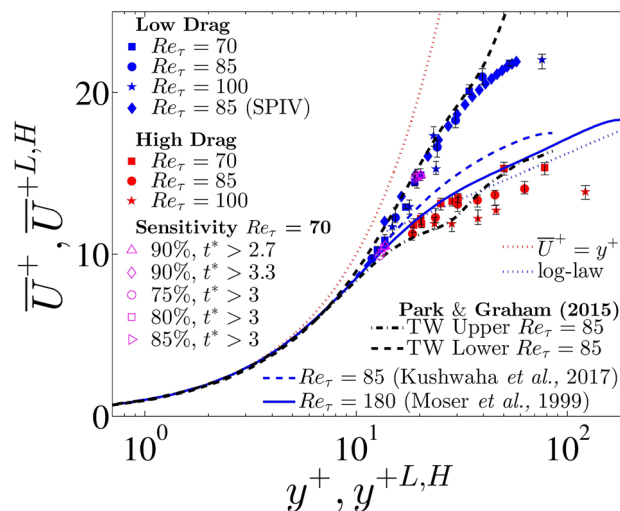 Low Drag
Re_τ = 70
Re_τ = 85
Re_τ = 100
Re_τ = 85 (SPIV)
High Drag
Re_τ = 70
Re_τ = 85
Re_τ = 100
Sensitivity Re_τ = 70
90%, t* > 2.7
90%, t* > 3.3
75%, t* > 3
80%, t* > 3
85%, t* > 3
U̅⁺ = y⁺
log-law
Park & Graham (2015)
TW Upper Re_τ = 85
TW Lower Re_τ = 85
Re_τ = 85 (Kushwaha et al., 2017)
Re_τ = 180 (Moser et al., 1999)
20
10
0
U̅⁺, U̅⁺ᴸ,ᴴ
10⁰
10¹
10²
y⁺, y⁺ᴸ,ᴴ